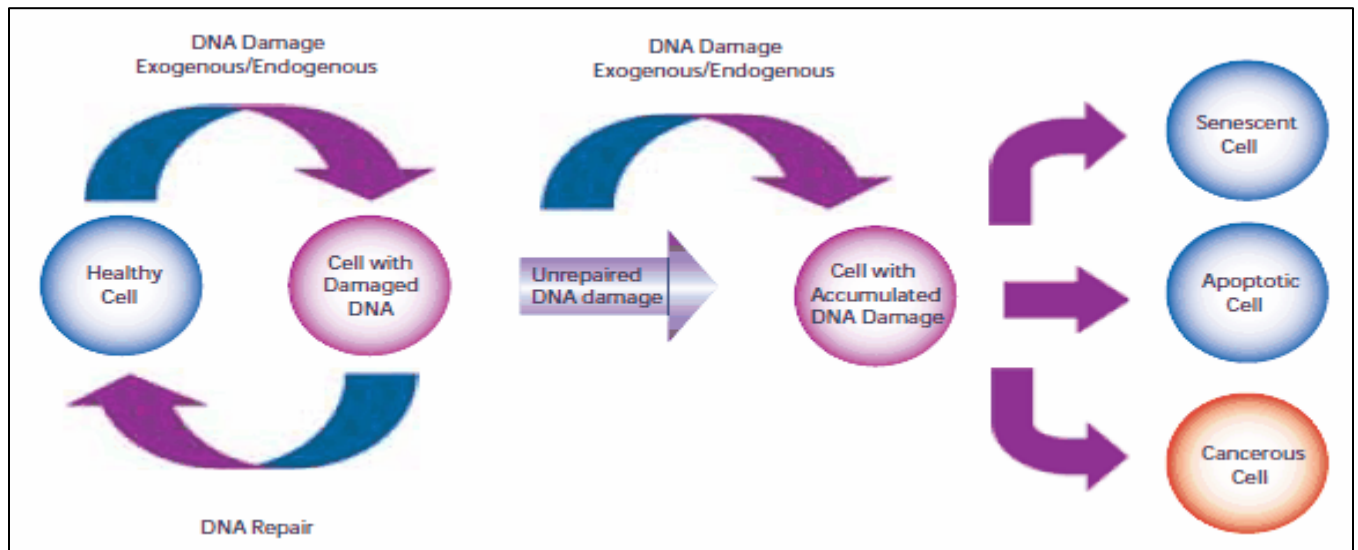 DNA Damage
Exogenous/Endogenous
DNA Damage
Exogenous/Endogenous
Healthy
Cell
Cell with
Damaged
DNA
Unrepaired
DNA damage
Cell with
Accumulated
DNA Damage
Senescent
Cell
Apoptotic
Cell
Cancerous
Cell
DNA Repair